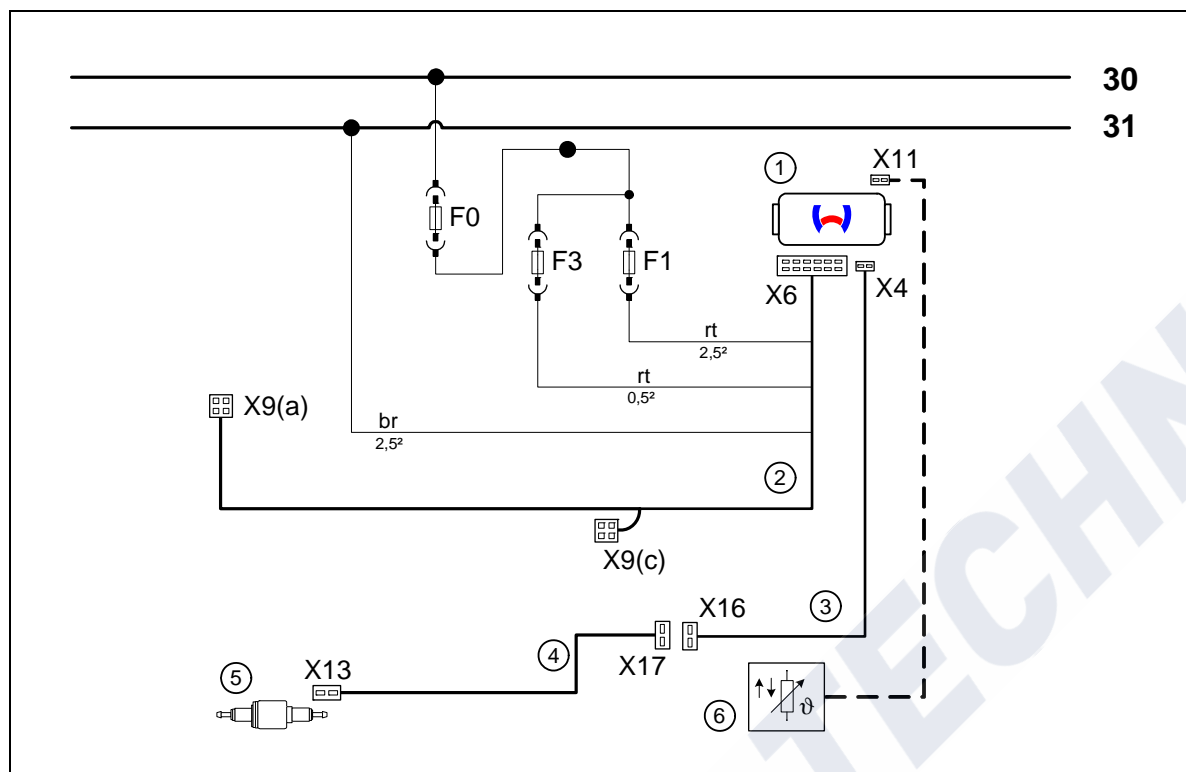 30
31
1
X11
F0
F3
F1
X6
X4
rt
2,5²
rt
0,5²
X9(a)
br
2,5²
2
X9(c)
3
X16
4
X17
5
X13
6
ϑ
TECHN